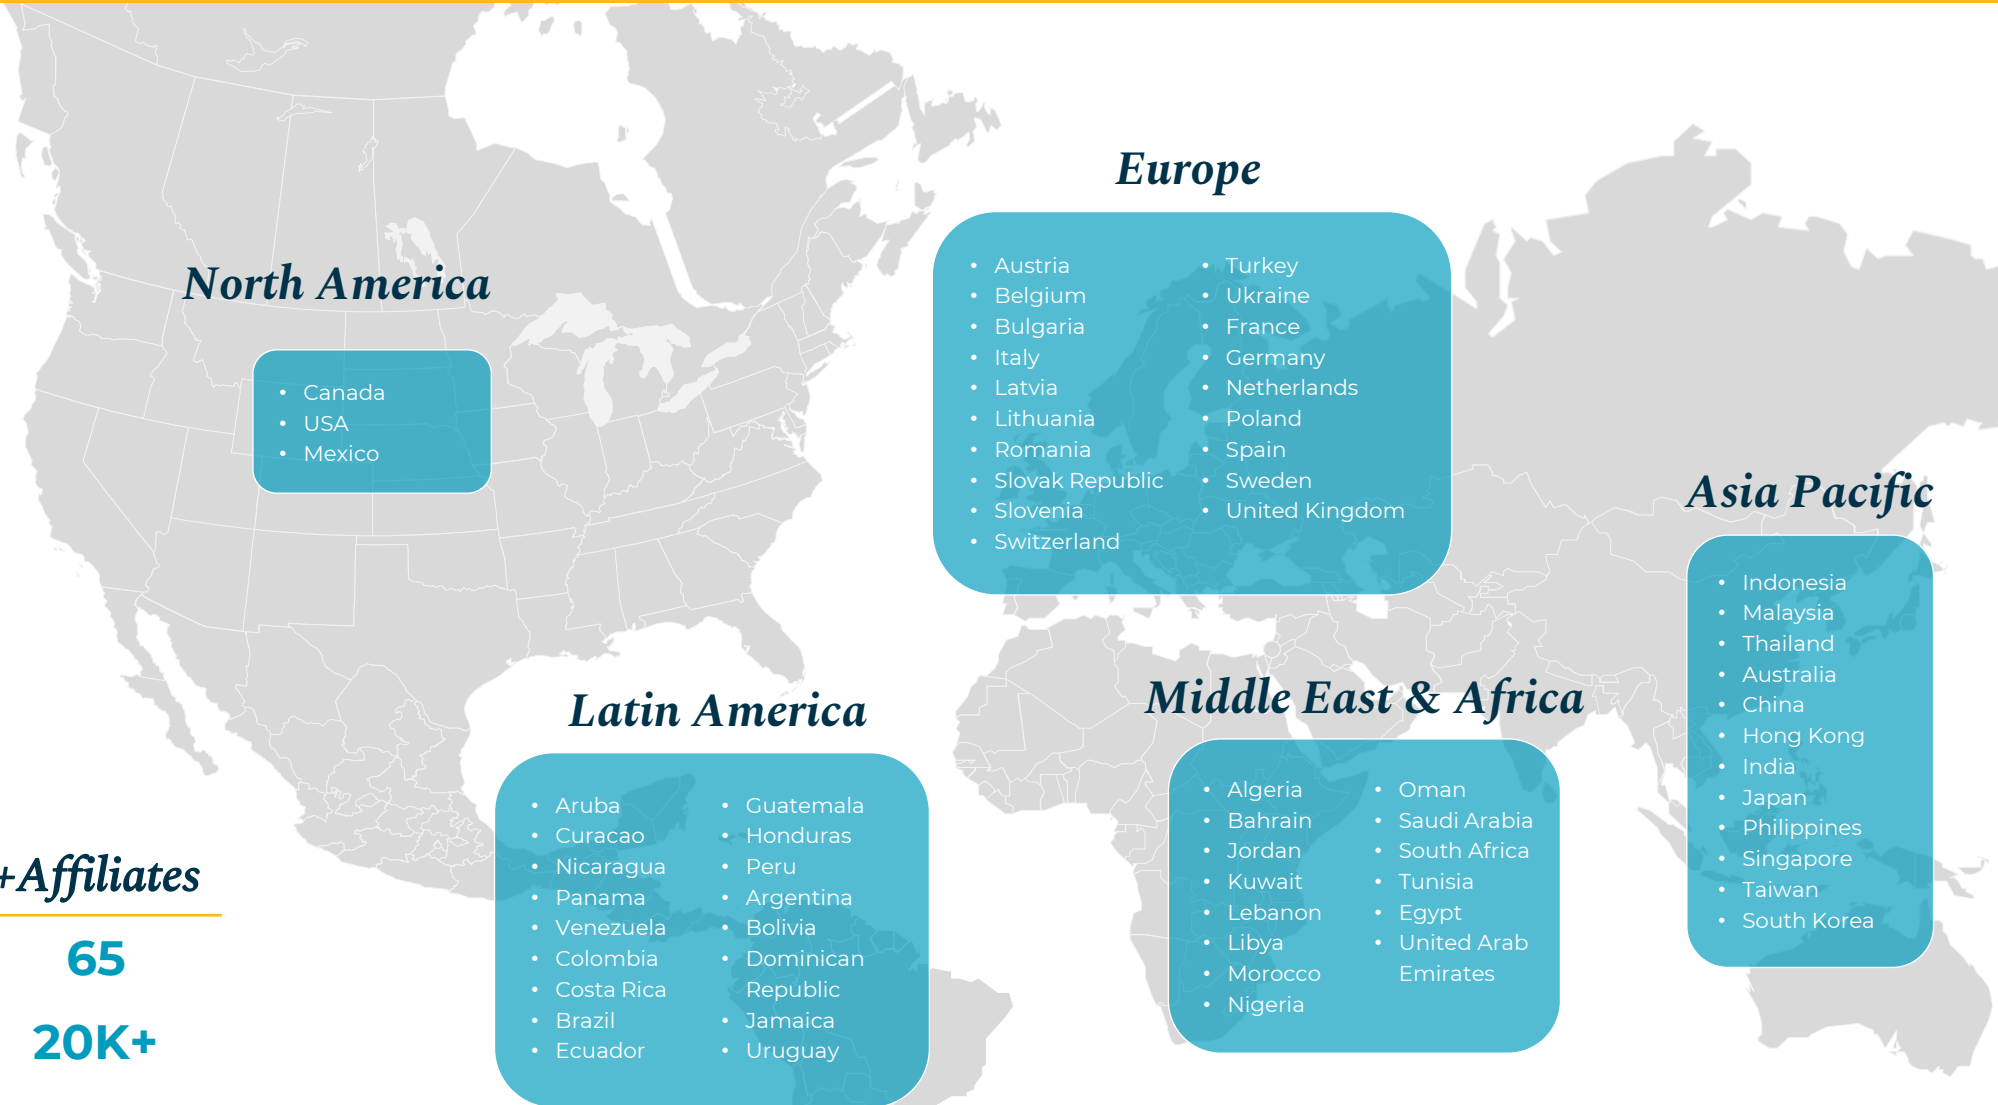 Europe
• Austria
• Belgium
• Bulgaria
• Italy
• Latvia
• Lithuania
• Romania
• Slovak Republic
• Slovenia
• Switzerland
• Turkey
• Ukraine
• France
• Germany
• Netherlands
• Poland
• Spain
• Sweden
• United Kingdom
North America
• Canada
• USA
• Mexico
Asia Pacific
• Indonesia
• Malaysia
• Thailand
• Australia
• China
• Hong Kong
• India
• Japan
• Philippines
• Singapore
• Taiwan
• South Korea
Latin America
• Aruba
• Curacao
• Nicaragua
• Panama
• Venezuela
• Colombia
• Costa Rica
• Brazil
• Ecuador
• Guatemala
• Honduras
• Peru
• Argentina
• Bolivia
• Dominican
Republic
• Jamaica
• Uruguay
Middle East & Africa
• Algeria
• Bahrain
• Jordan
• Kuwait
• Lebanon
• Libya
• Morocco
• Nigeria
• Oman
• Saudi Arabia
• South Africa
• Tunisia
• Egypt
• United Arab
Emirates
+Affiliates
65
20K+